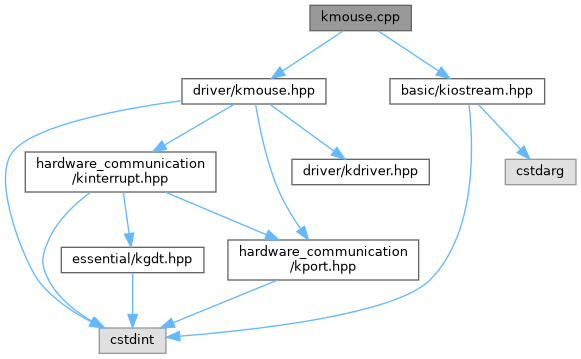 kmouse.cpp
driver/kmouse.hpp
basic/kiostream.hpp
hardware_communication
/kinterrupt.hpp
driver/kdriver.hpp
cstdarg
essential/kgdt.hpp
hardware_communication
/kport.hpp
cstdint